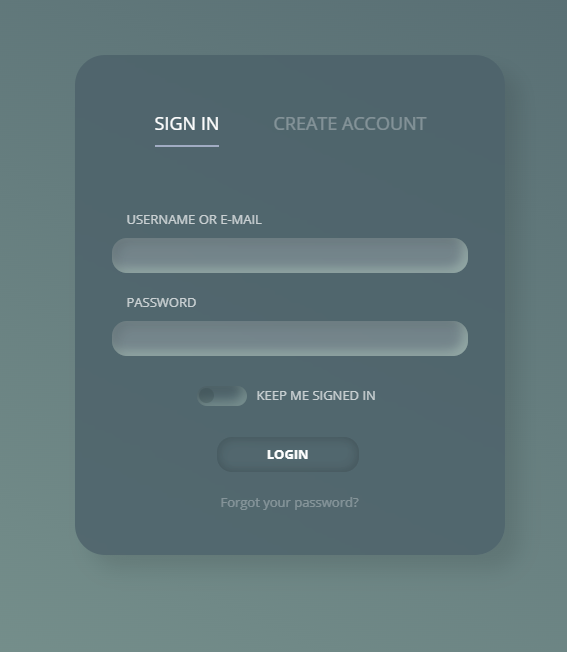 SIGN IN CREATE ACCOUNT
USERNAME OR E-MAIL
PASSWORD
KEEP ME SIGNED IN
LOGIN
Forgot your password?